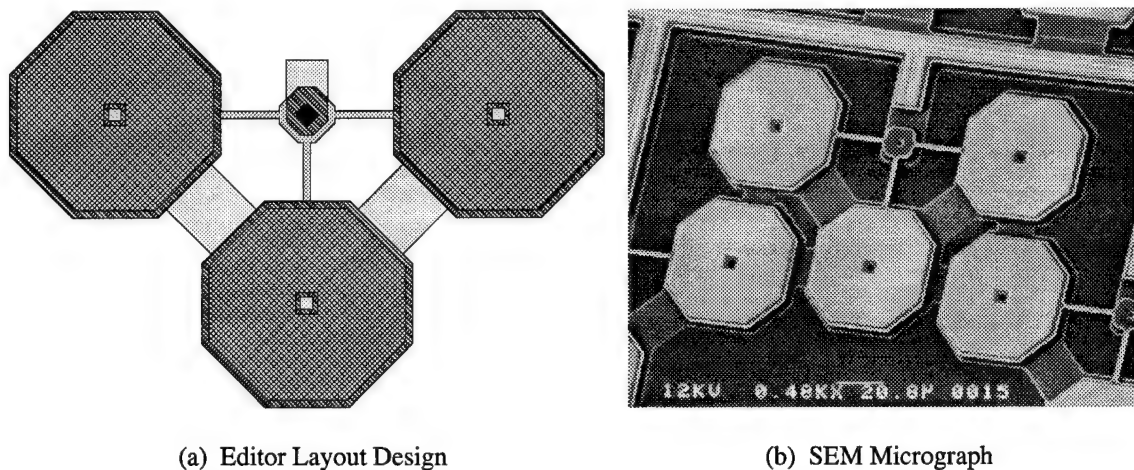 12KV 0.48KX 20.8P 0015
(a) Editor Layout Design
(b) SEM Micrograph